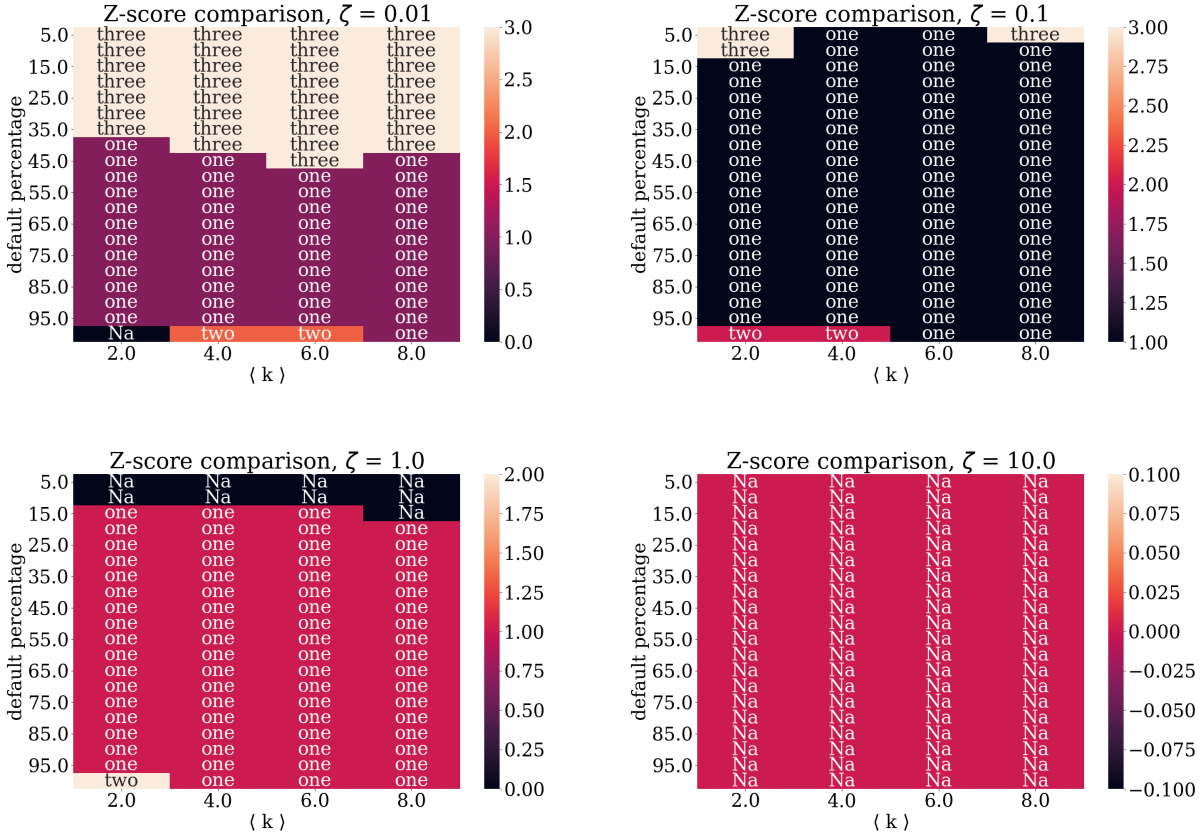 Z-score comparison, ζ = 0.01
default percentage
5.0 three three three three
three three three three
15.0 three three three three
three three three three
25.0 three three three three
three three three three
35.0 three three three three
one three three three
45.0 one one three one
one one one one
55.0 one one one one
one one one one
65.0 one one one one
one one one one
75.0 one one one one
one one one one
85.0 one one one one
one one one one
95.0 one one one one
Na two two one
2.0 4.0 6.0 8.0
⟨ k ⟩
3.0
2.5
2.0
1.5
1.0
0.5
0.0
Z-score comparison, ζ = 0.1
default percentage
5.0 three one one three
three one one one
15.0 one one one one
one one one one
25.0 one one one one
one one one one
35.0 one one one one
one one one one
45.0 one one one one
one one one one
55.0 one one one one
one one one one
65.0 one one one one
one one one one
75.0 one one one one
one one one one
85.0 one one one one
one one one one
95.0 one one one one
two two one one
2.0 4.0 6.0 8.0
⟨ k ⟩
3.00
2.75
2.50
2.25
2.00
1.75
1.50
1.25
1.00
Z-score comparison, ζ = 1.0
default percentage
5.0 Na Na Na Na
Na Na Na Na
15.0 one one one Na
one one one one
25.0 one one one one
one one one one
35.0 one one one one
one one one one
45.0 one one one one
one one one one
55.0 one one one one
one one one one
65.0 one one one one
one one one one
75.0 one one one one
one one one one
85.0 one one one one
one one one one
95.0 one one one one
two one one one
2.0 4.0 6.0 8.0
⟨ k ⟩
2.00
1.75
1.50
1.25
1.00
0.75
0.50
0.25
0.00
Z-score comparison, ζ = 10.0
default percentage
5.0 Na Na Na Na
Na Na Na Na
15.0 Na Na Na Na
Na Na Na Na
25.0 Na Na Na Na
Na Na Na Na
35.0 Na Na Na Na
Na Na Na Na
45.0 Na Na Na Na
Na Na Na Na
55.0 Na Na Na Na
Na Na Na Na
65.0 Na Na Na Na
Na Na Na Na
75.0 Na Na Na Na
Na Na Na Na
85.0 Na Na Na Na
Na Na Na Na
95.0 Na Na Na Na
Na Na Na Na
2.0 4.0 6.0 8.0
⟨ k ⟩
0.100
0.075
0.050
0.025
0.000
−0.025
−0.050
−0.075
−0.100